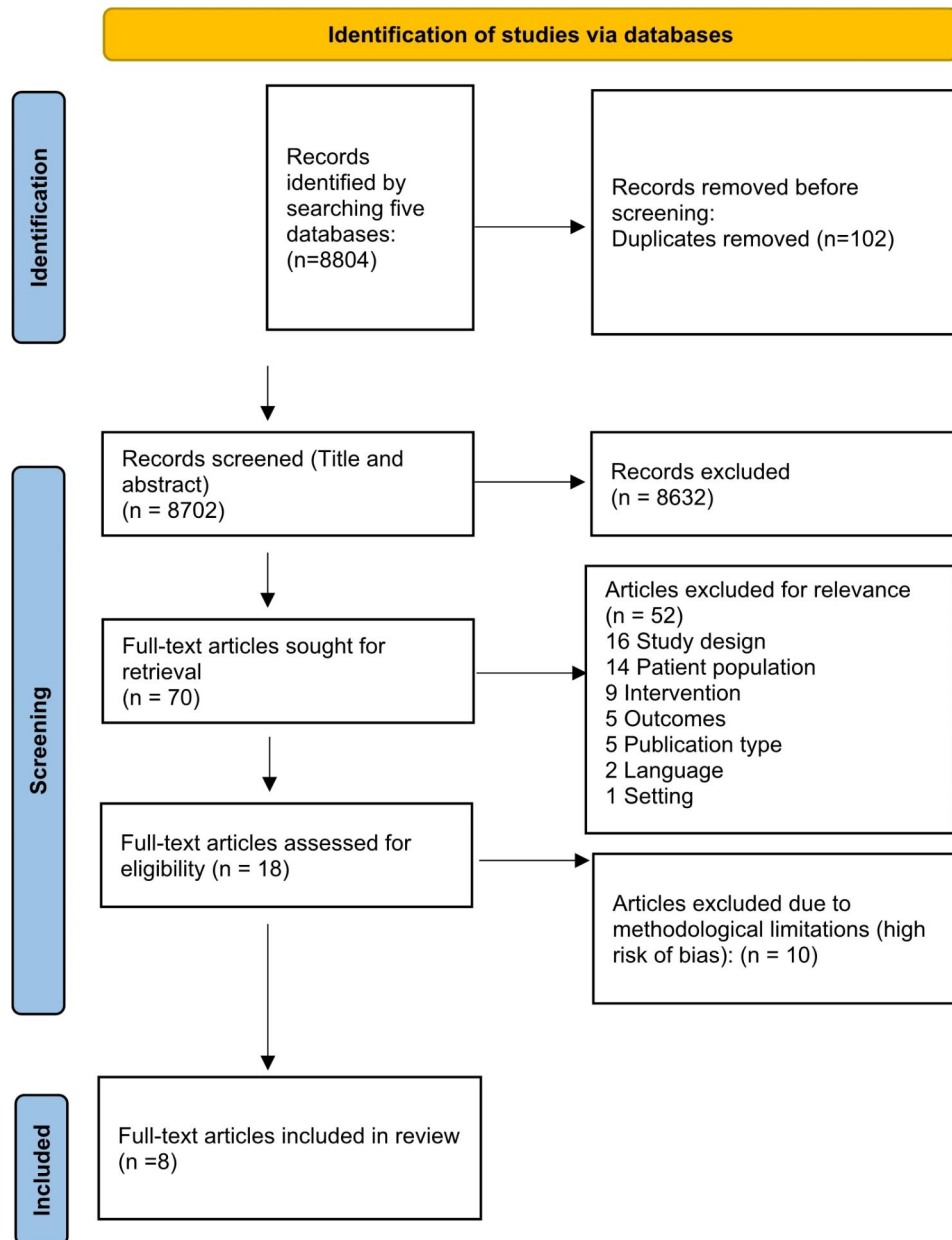 Identification of studies via databases
Identification
Records
identified by
searching five
databases:
(n=8804)
Records removed before
screening:
Duplicates removed (n=102)
Screening
Records screened (Title and
abstract)
(n = 8702)
Records excluded
(n = 8632)
Full-text articles sought for
retrieval
(n = 70)
Articles excluded for relevance
(n = 52)
16 Study design
14 Patient population
9 Intervention
5 Outcomes
5 Publication type
2 Language
1 Setting
Full-text articles assessed for
eligibility (n = 18)
Articles excluded due to
methodological limitations (high
risk of bias): (n = 10)
Included
Full-text articles included in review
(n =8)